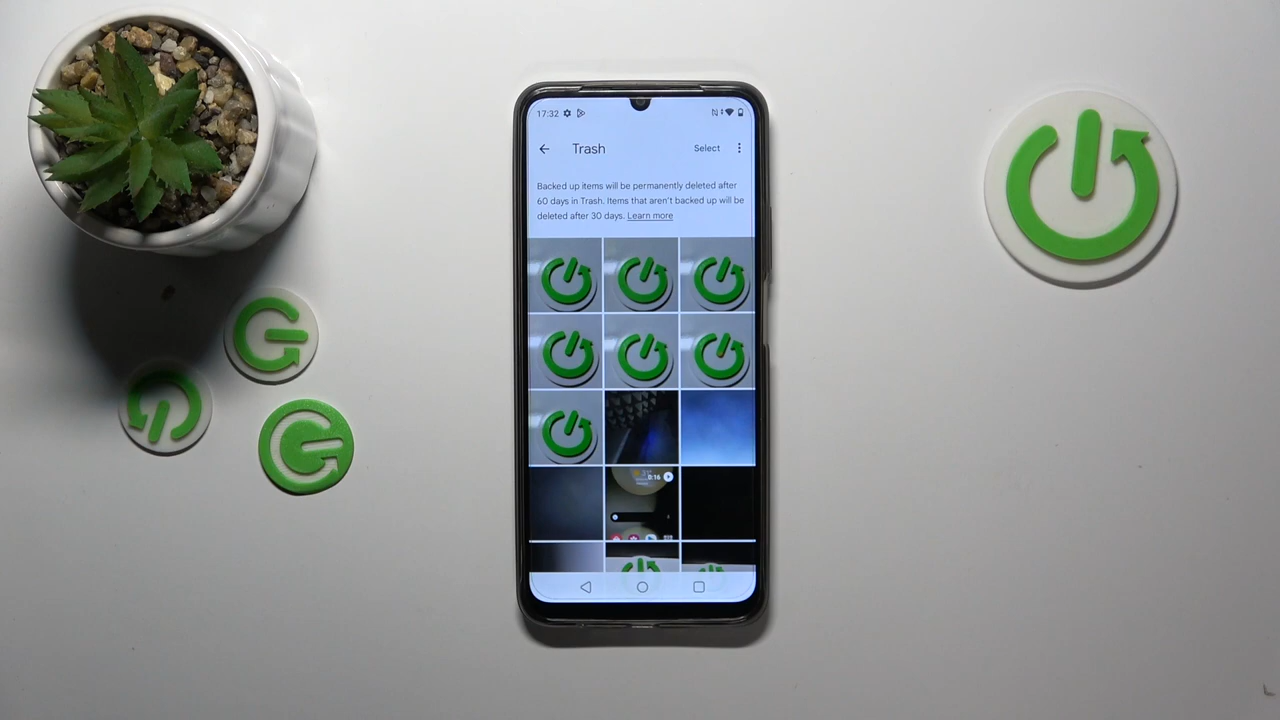 17:32
Trash
Select
Backed up items will be permanently deleted after
60 days in Trash. Items that aren't backed up will be
deleted after 30 days. Learn more
0:16